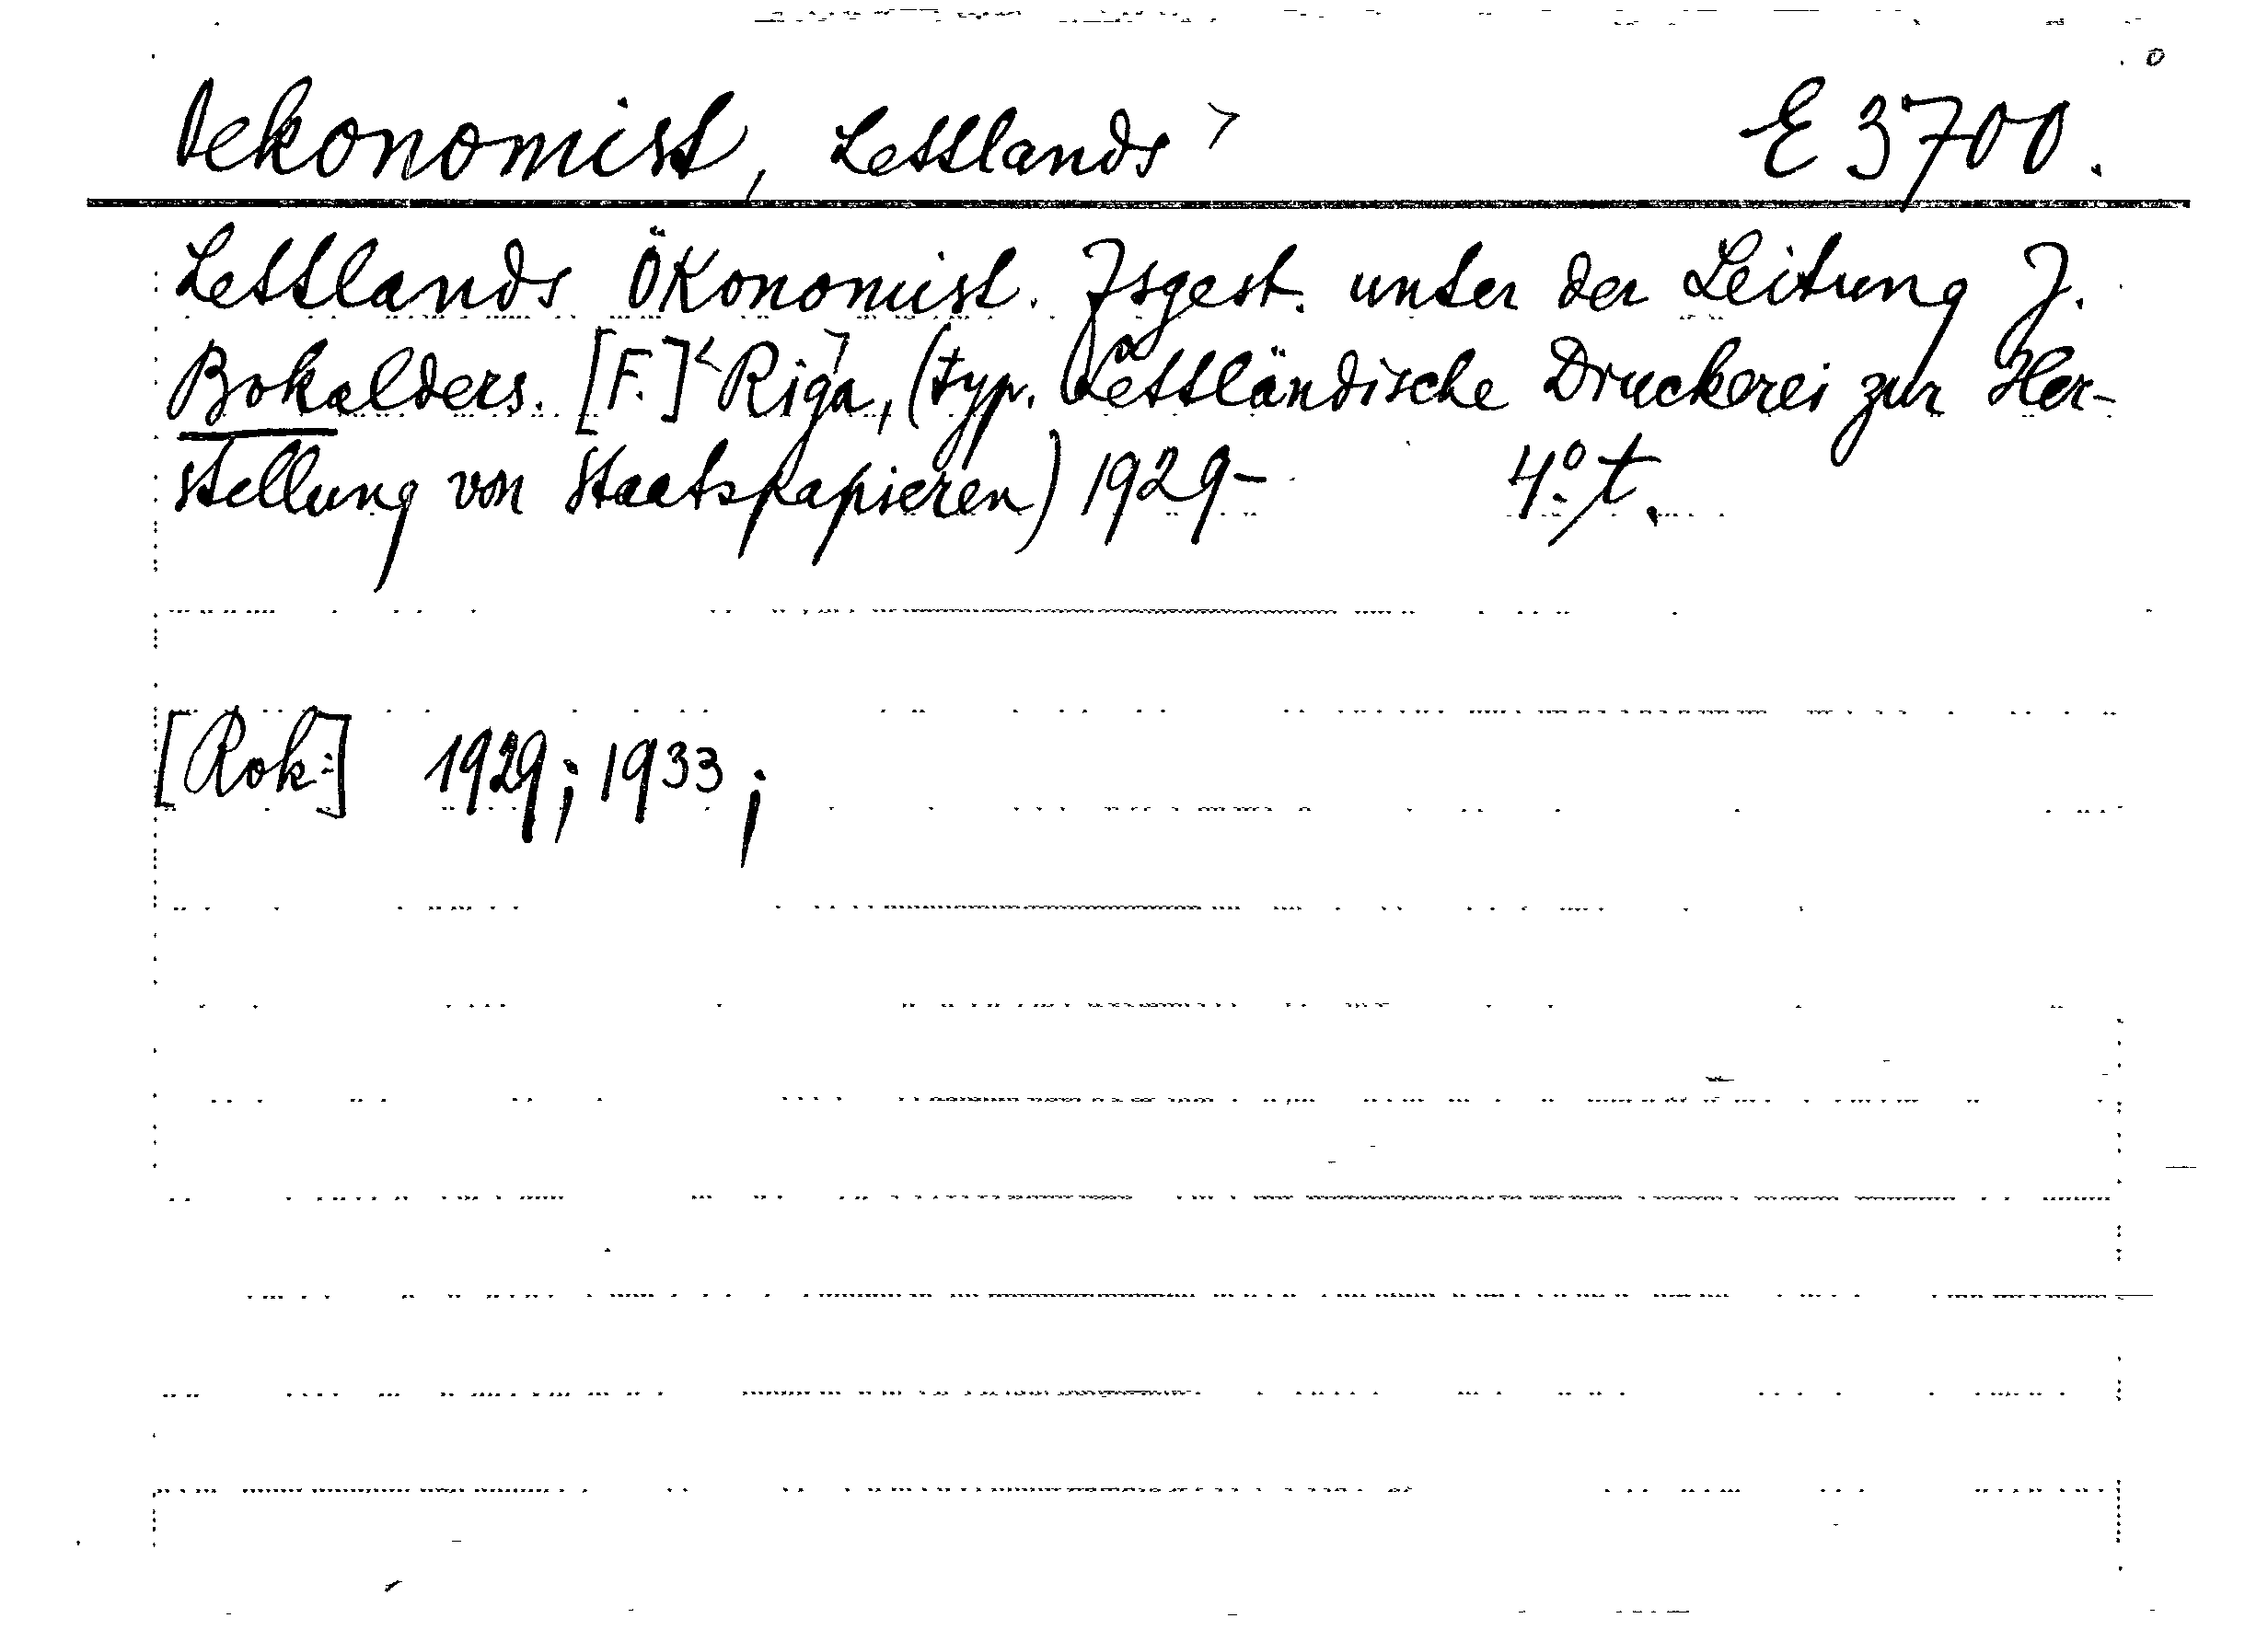 Oekonomist, Lettlands > E 3700.
Lettlands Ökonomist. Zsgest. unter der Leitung J.
Bokalders. [F.] < Riga, > (typ. Lettländische Druckerei zur Her-
stellung von Staatspapieren) 1929- 4° t.
[Rok:] 1929; 1933;